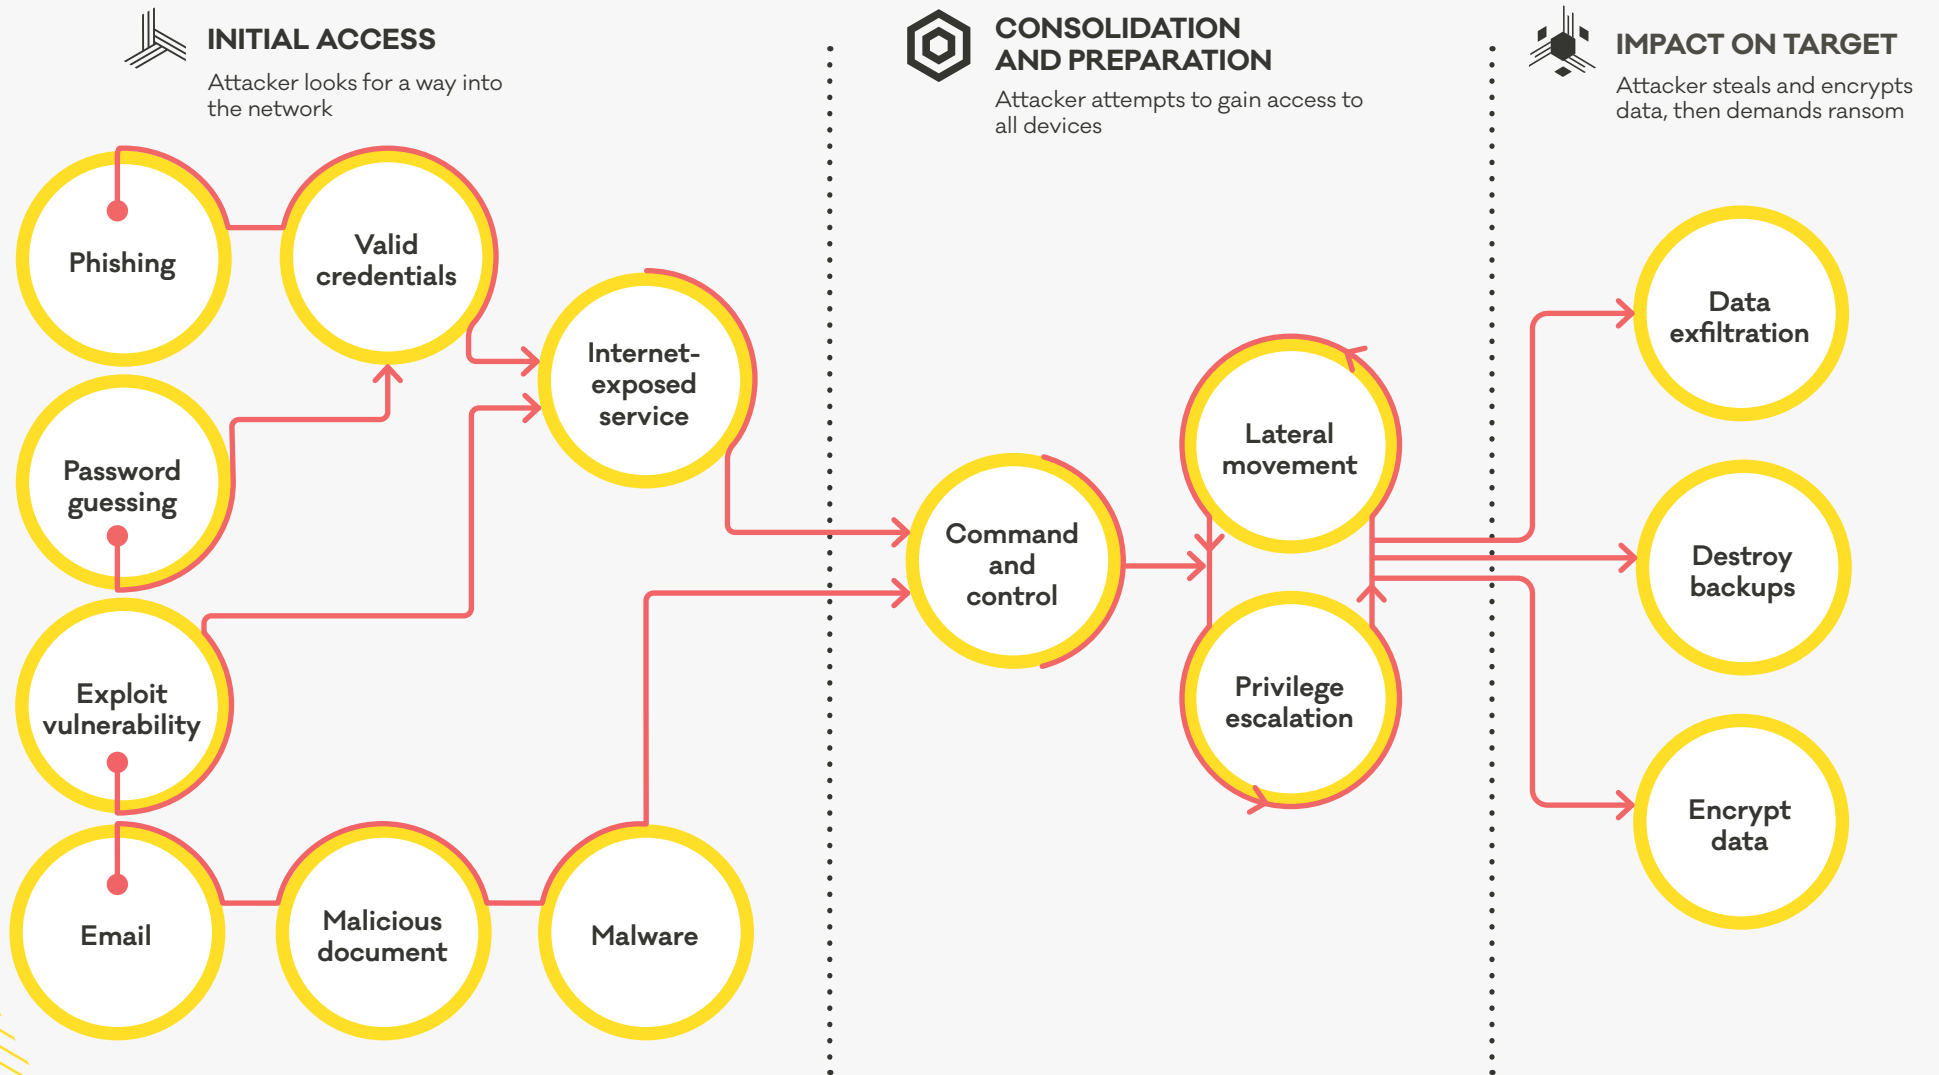 INITIAL ACCESS
Attacker looks for a way into
the network
CONSOLIDATION
AND PREPARATION
Attacker attempts to gain access to
all devices
IMPACT ON TARGET
Attacker steals and encrypts
data, then demands ransom
Phishing
Valid
credentials
Internet-
exposed
service
Password
guessing
Exploit
vulnerability
Email
Malicious
document
Malware
Command
and
control
Lateral
movement
Privilege
escalation
Data
exfiltration
Destroy
backups
Encrypt
data